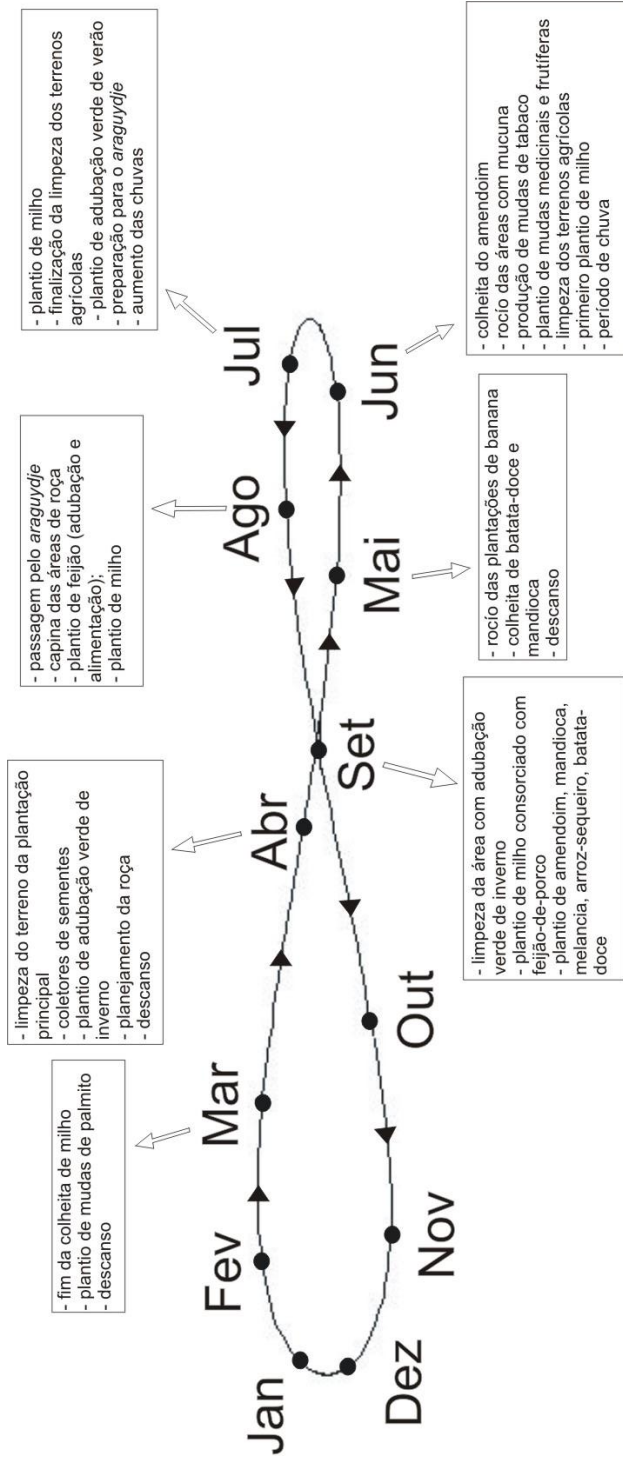 - fim da colheita de milho
- plantio de mudas de palmito
- descanso
- limpeza do terreno da plantação
principal
- coletores de sementes
- plantio de adubação verde de
inverno
- planejamento da roça
- descanso
- passagem pelo araguydje
- capina das áreas de roça
- plantio de feijão (adubação e
alimentação);
- plantio de milho
- plantio de milho
- finalização da limpeza dos terrenos
agrícolas
- plantio de adubação verde de verão
- preparação para o araguydje
- aumento das chuvas
Jan
Fev
Mar
Abr
Ago
Jul
Dez
Nov
Out
Set
Mai
Jun
- limpeza da área com adubação
verde de inverno
- plantio de milho consorciado com
feijão-de-porco
- plantio de amendoim, mandioca,
melancia, arroz-sequeiro, batata-
doce
- rocío das plantações de banana
- colheita de batata-doce e
mandioca
- descanso
- colheita do amendoim
- rocío das áreas com mucuna
- produção de mudas de tabaco
- plantio de mudas medicinais e frutíferas
- limpeza dos terrenos agrícolas
- primeiro plantio de milho
- período de chuva